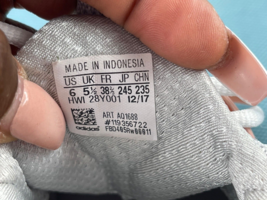 MADE IN INDONESIA
US UK FR JP CHN
6 5½ 38⅔ 245 235
HWI 28Y001 12/17
ART AQ1688
#119356722
adidas FBD405RW00011